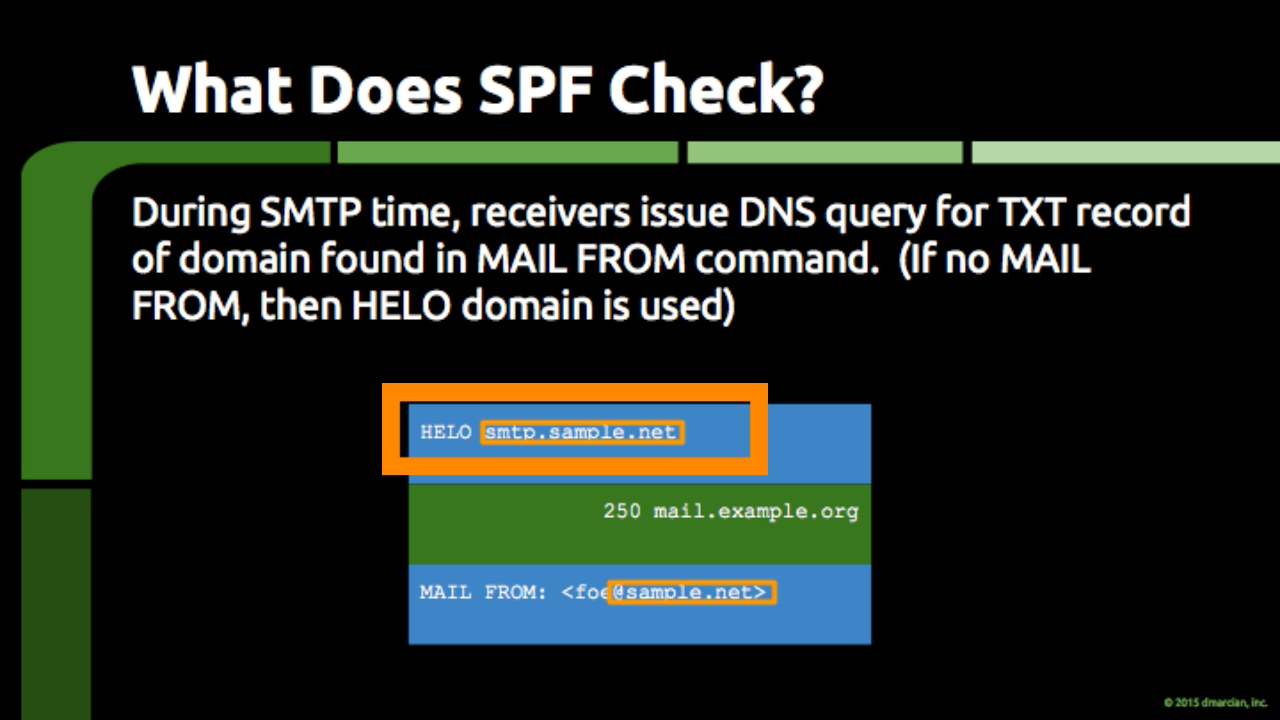 What Does SPF Check?
During SMTP time, receivers issue DNS query for TXT record
of domain found in MAIL FROM command.  (If no MAIL
FROM, then HELO domain is used)
HELO smtp.sample.net
250 mail.example.org
MAIL FROM: <foe@sample.net>
© 2015 dmarcian, inc.